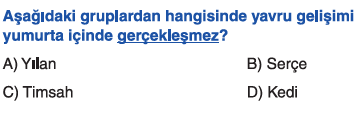 Aşağıdaki gruplardan hangisinde yavru gelişimi
yumurta içinde gerçekleşmez?
A) Yılan B) Serçe
C) Timsah D) Kedi